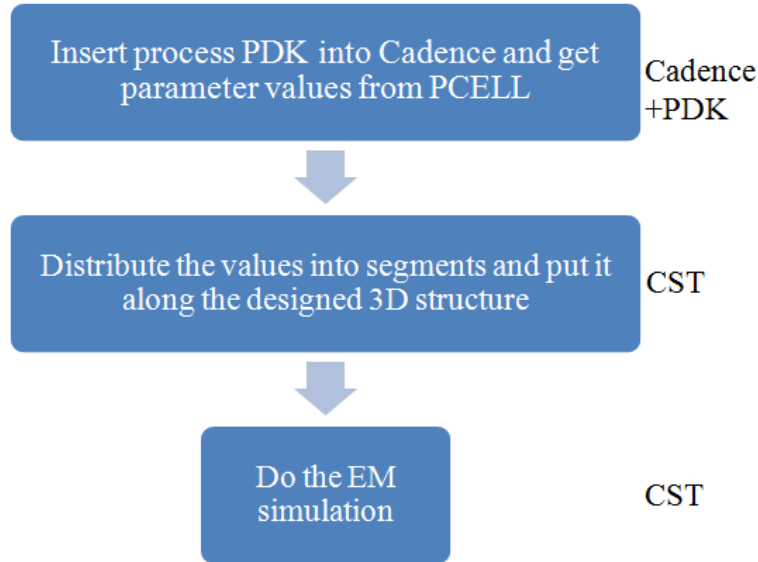 Insert process PDK into Cadence and get
parameter values from PCELL
Cadence
+PDK
Distribute the values into segments and put it
along the designed 3D structure
CST
Do the EM
simulation
CST